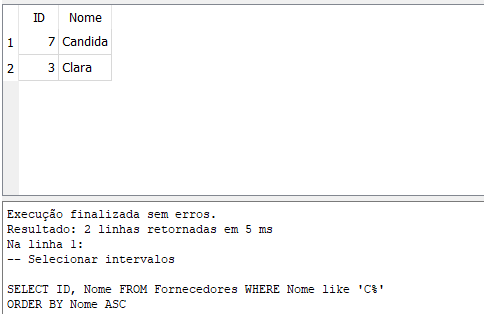 ID Nome
1 7 Candida
2 3 Clara
Execução finalizada sem erros.
Resultado: 2 linhas retornadas em 5 ms
Na linha 1:
-- Selecionar intervalos
SELECT ID, Nome FROM Fornecedores WHERE Nome like 'C%'
ORDER BY Nome ASC